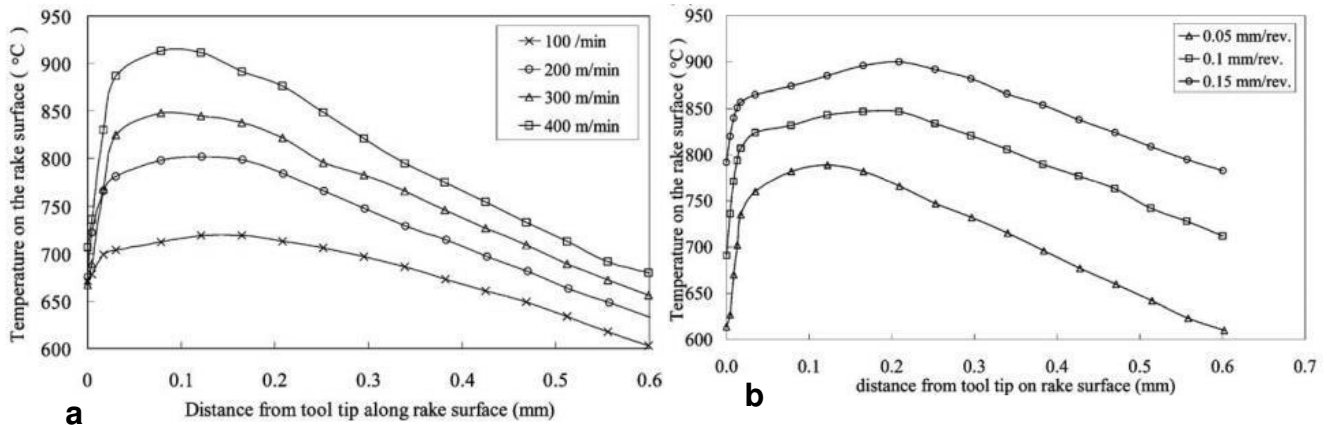 950
900
850
800
750
700
650
600
Temperature on the rake surface ( °C)
100 /min
200 m/min
300 m/min
400 m/min
0
0.1
0.2
0.3
0.4
0.5
0.6
Distance from tool tip along rake surface (mm)
a
950
900
850
800
750
700
650
600
Temperature on the rake surface ( °C)
0.05 mm/rev.
0.1 mm/rev.
0.15 mm/rev.
0.0
0.1
0.2
0.3
0.4
0.5
0.6
0.7
distance from tool tip on rake surface (mm)
b